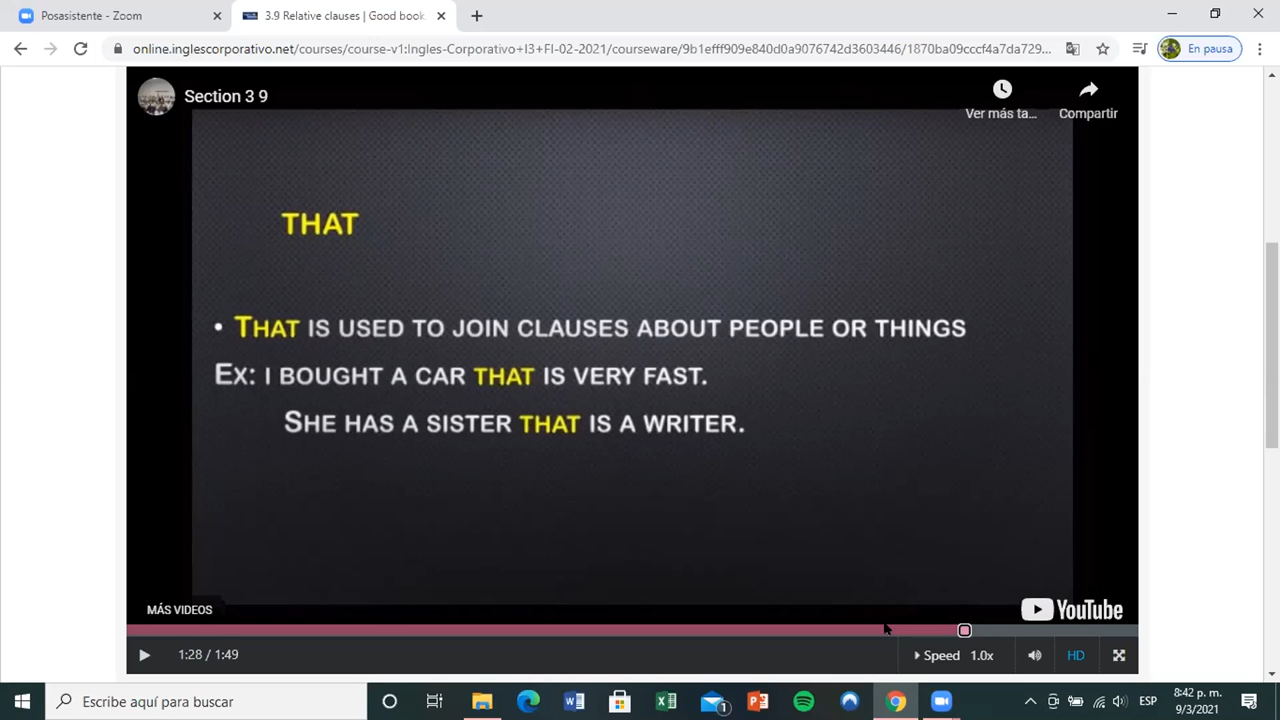 Posasistente - Zoom
3.9 Relative clauses | Good book
online.inglescorporativo.net/courses/course-v1:Ingles-Corporativo+I3+FI-02-2021/courseware/9b1efff909e840d0a9076742d3603446/1870ba09cccf4a7da729...
En pausa
Section 3 9
Ver más ta...
Compartir
THAT
• THAT IS USED TO JOIN CLAUSES ABOUT PEOPLE OR THINGS
EX: I BOUGHT A CAR THAT IS VERY FAST.
SHE HAS A SISTER THAT IS A WRITER.
MÁS VIDEOS
YouTube
1:28 / 1:49
Speed 1.0x
HD
Escribe aquí para buscar
1
ESP
8:42 p. m.
9/3/2021